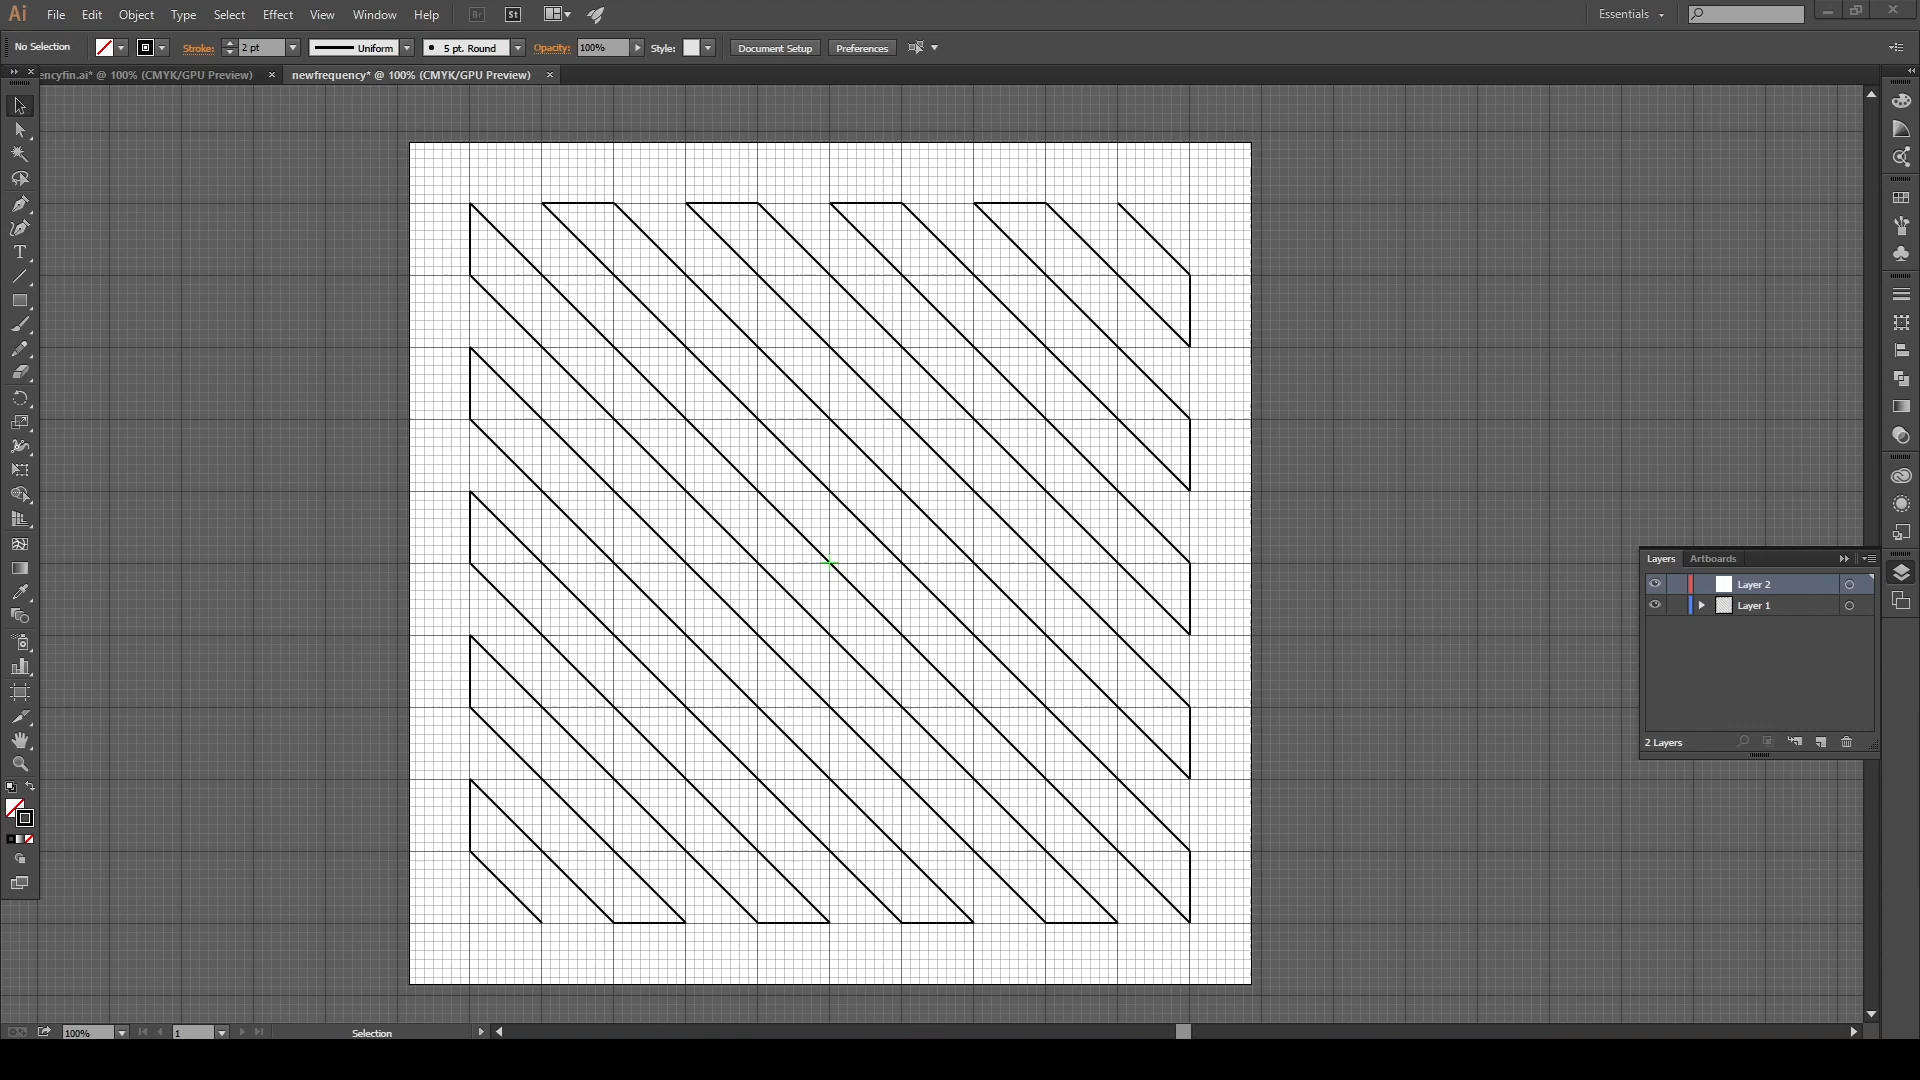 Ai File Edit Object Type Select Effect View Window Help Br St Essentials
No Selection Stroke: 2 pt Uniform 5 pt. Round Opacity: 100% Style: Document Setup Preferences
encyfin.ai* @ 100% (CMYK/GPU Preview) × newfrequency* @ 100% (CMYK/GPU Preview) ×
T
Layers Artboards
Layer 2
Layer 1
2 Layers
100% 1 Selection